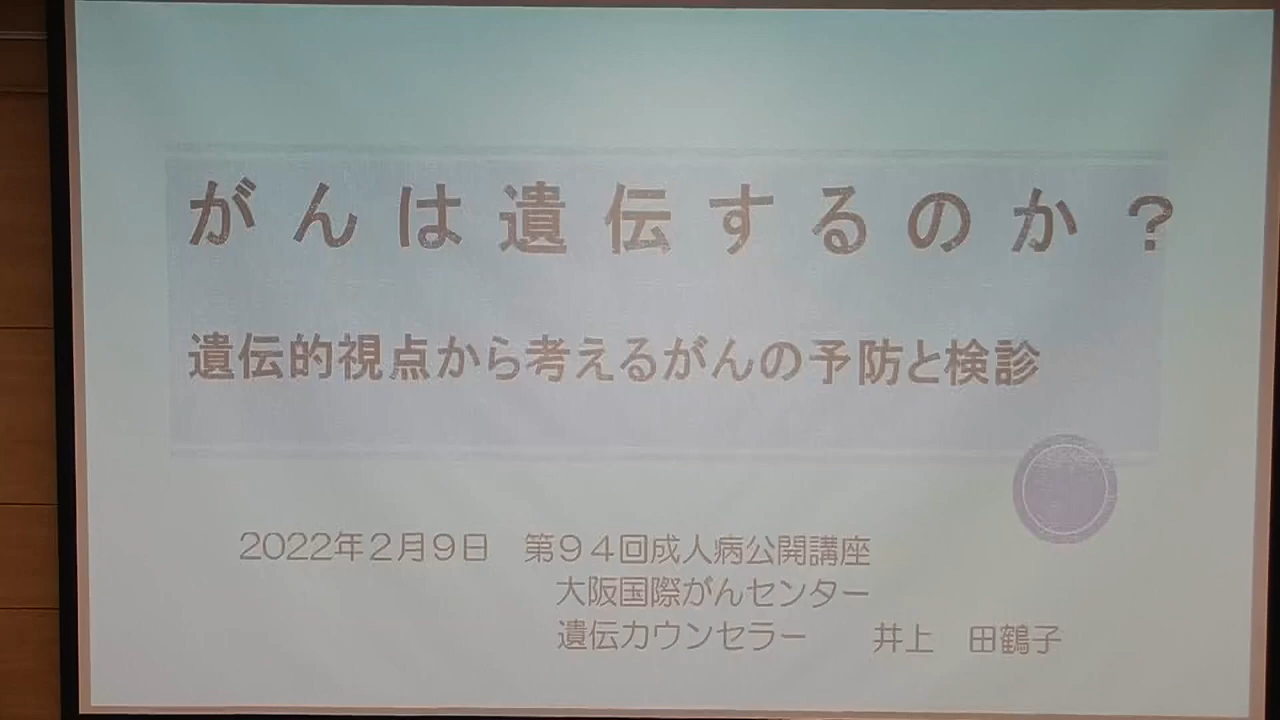 がんは遺伝するのか？
遺伝的視点から考えるがんの予防と検診
2022年２月９日　第９４回成人病公開講座
大阪国際がんセンター
遺伝カウンセラー　　井上　田鶴子